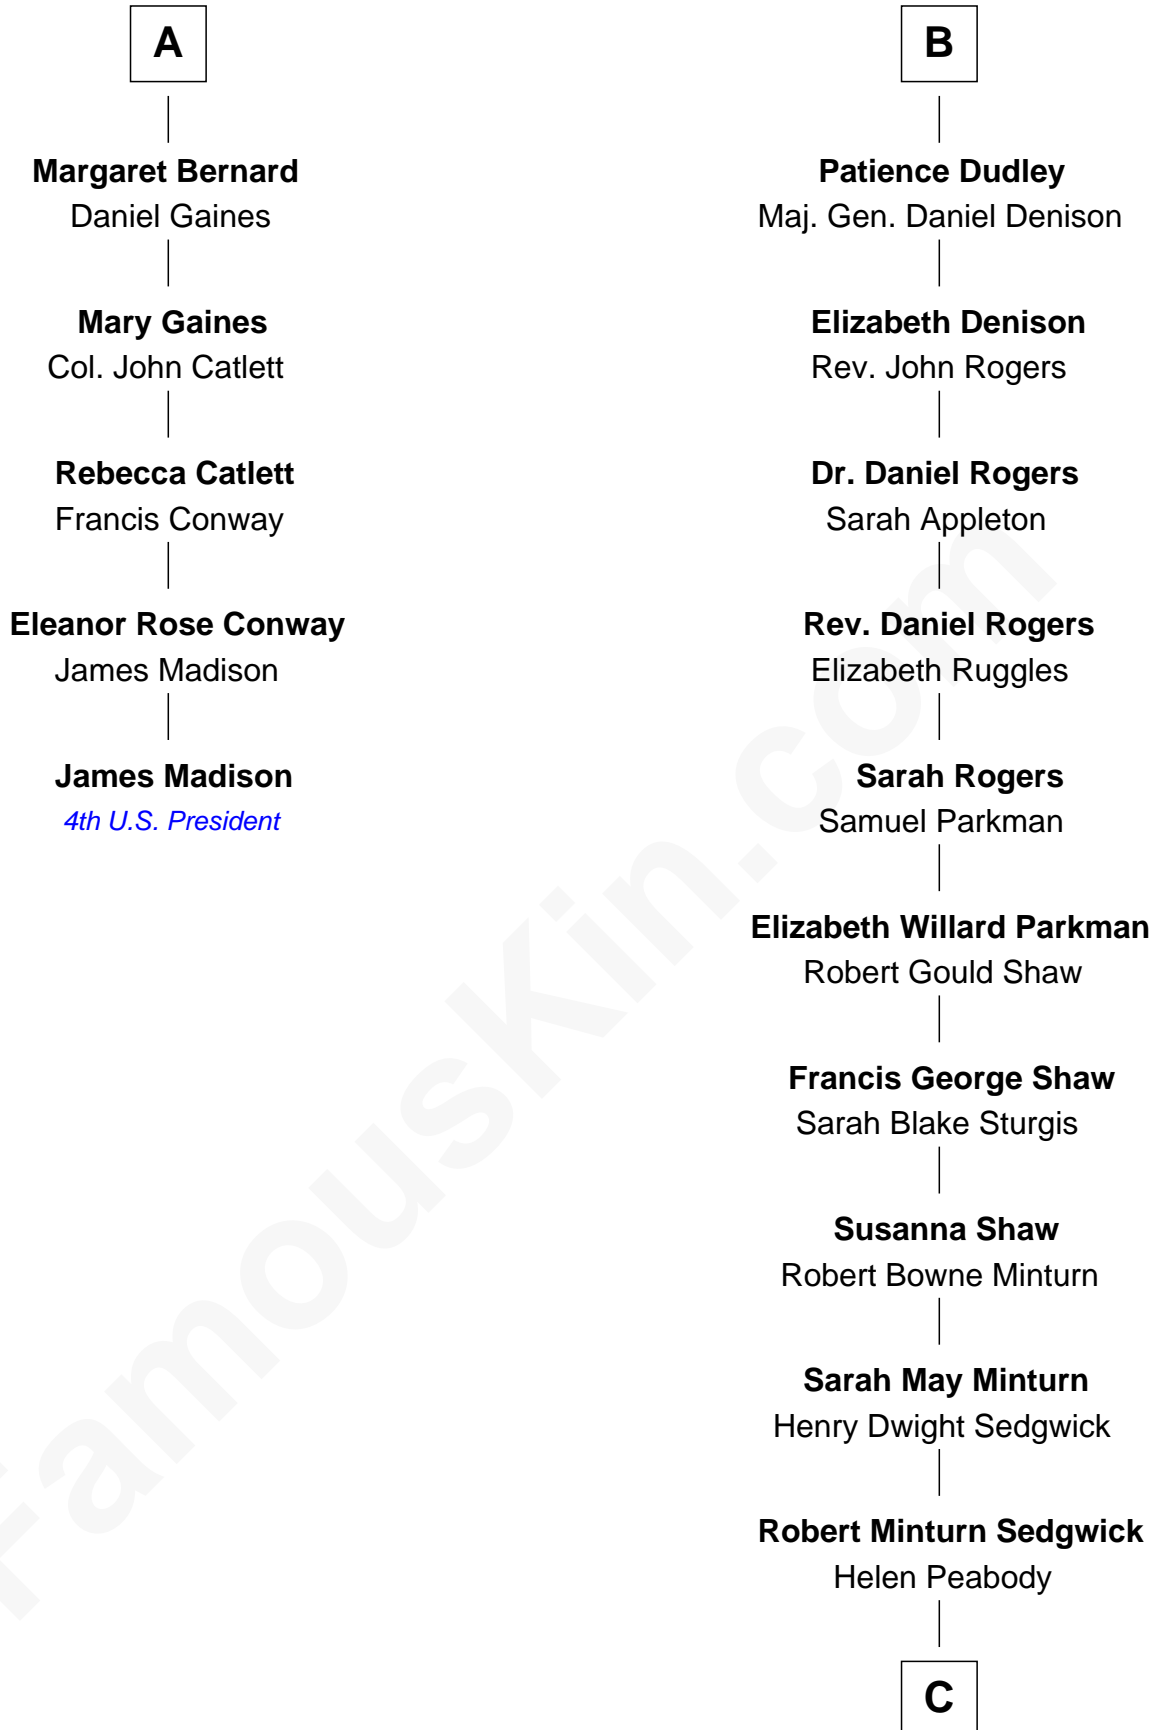 A
Margaret Bernard
Daniel Gaines
Mary Gaines
Col. John Catlett
Rebecca Catlett
Francis Conway
Eleanor Rose Conway
James Madison
James Madison
4th U.S. President
B
Patience Dudley
Maj. Gen. Daniel Denison
Elizabeth Denison
Rev. John Rogers
Dr. Daniel Rogers
Sarah Appleton
Rev. Daniel Rogers
Elizabeth Ruggles
Sarah Rogers
Samuel Parkman
Elizabeth Willard Parkman
Robert Gould Shaw
Francis George Shaw
Sarah Blake Sturgis
Susanna Shaw
Robert Bowne Minturn
Sarah May Minturn
Henry Dwight Sedgwick
Robert Minturn Sedgwick
Helen Peabody
C
FamousKin.com